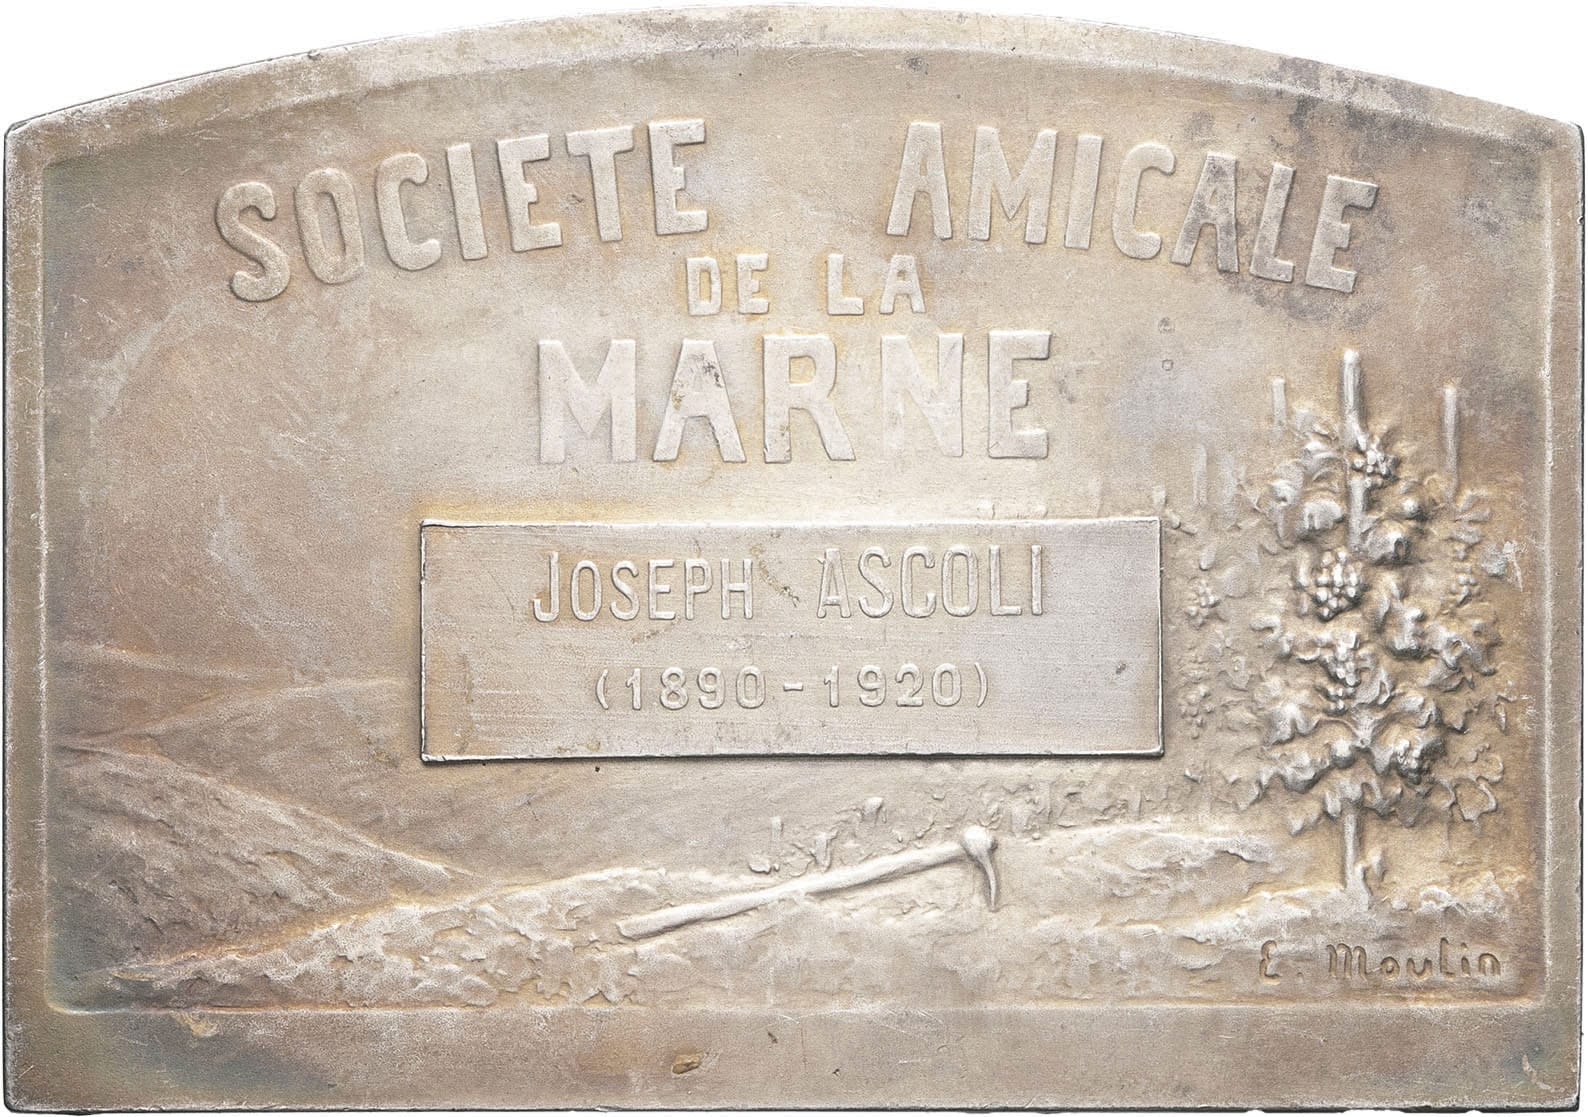 SOCIETE AMICALE
DE LA
MARNE
JOSEPH ASCOLI
(1890-1920)
E. Moulin